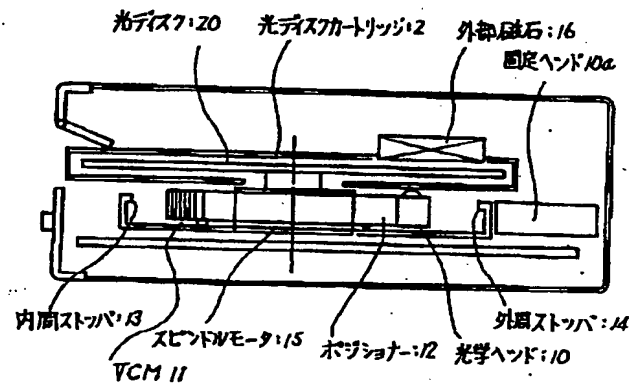 光ディスク:20
光ディスクカートリッジ:2
外部磁石:16
固定ヘッド10a
内周ストッパ:13
スピンドルモータ:15
ポジショナー:12
光学ヘッド:10
外周ストッパ:14
VCM 11